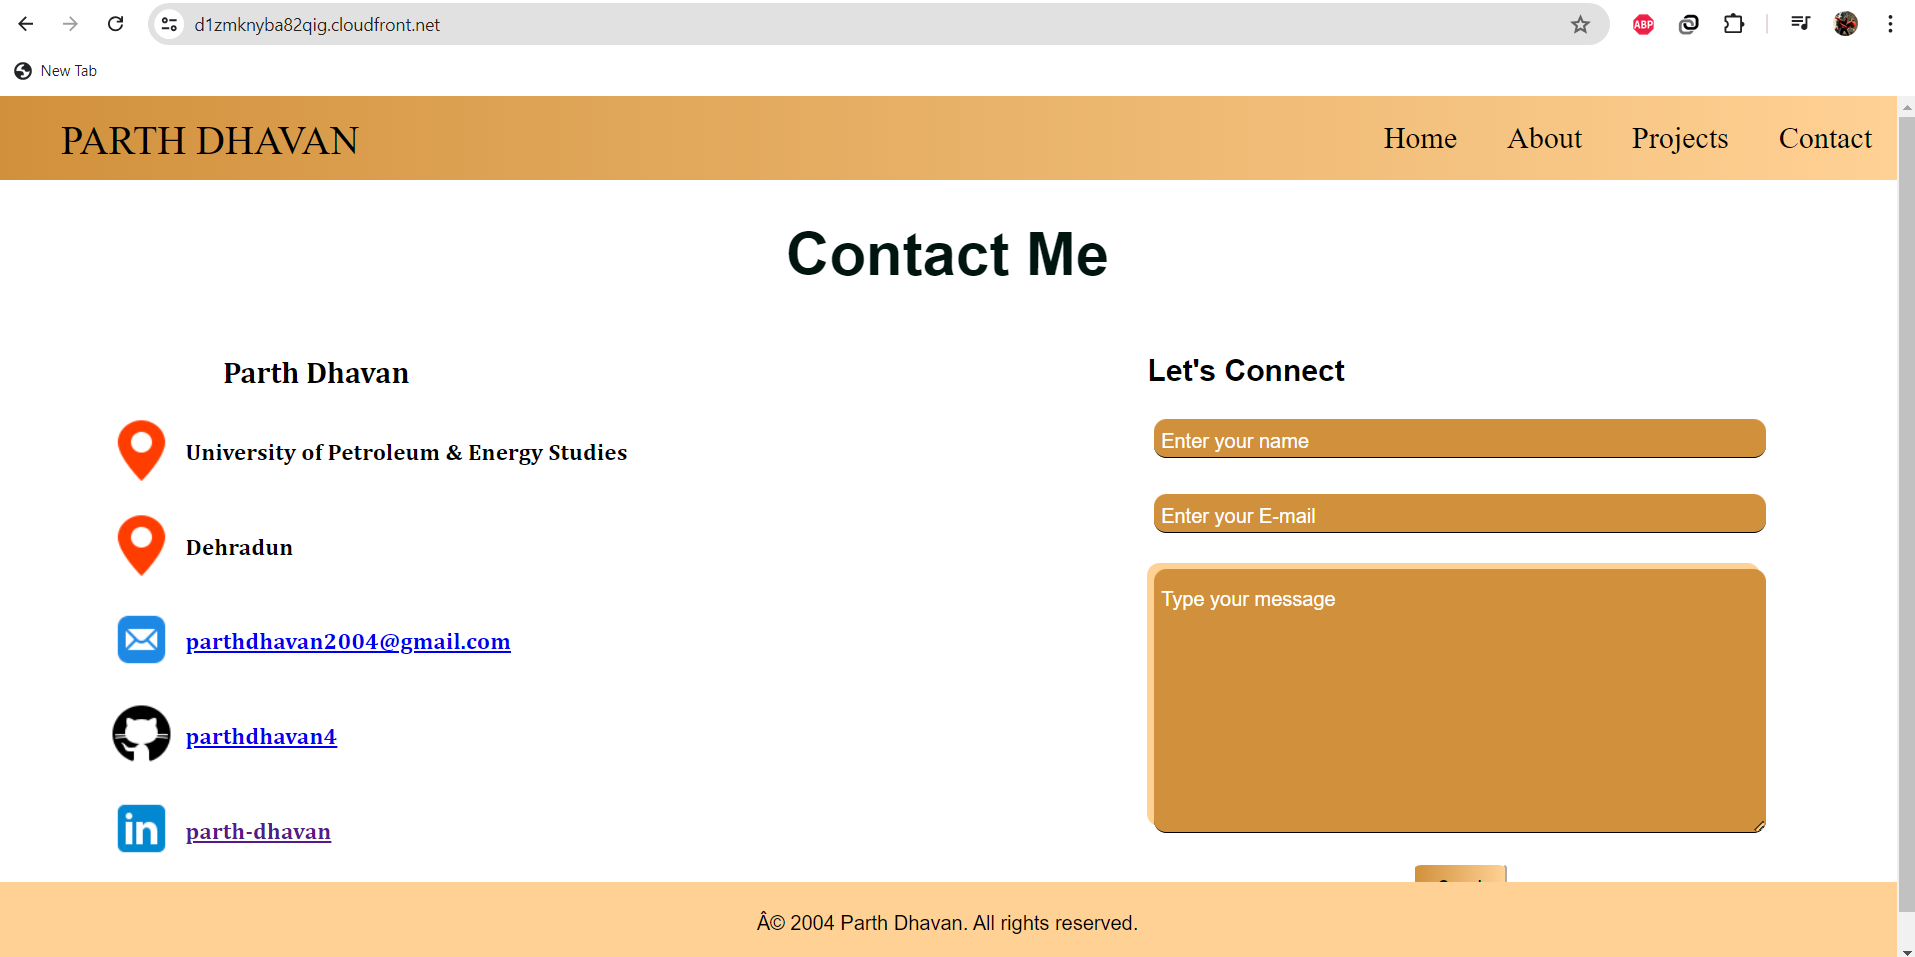 d1zmknyba82qig.cloudfront.net
ABP
New Tab
PARTH DHAVAN
Home About Projects Contact
Contact Me
Parth Dhavan
University of Petroleum & Energy Studies
Dehradun
parthdhavan2004@gmail.com
parthdhavan4
in
parth-dhavan
Let's Connect
Enter your name
Enter your E-mail
Type your message
© 2004 Parth Dhavan. All rights reserved.